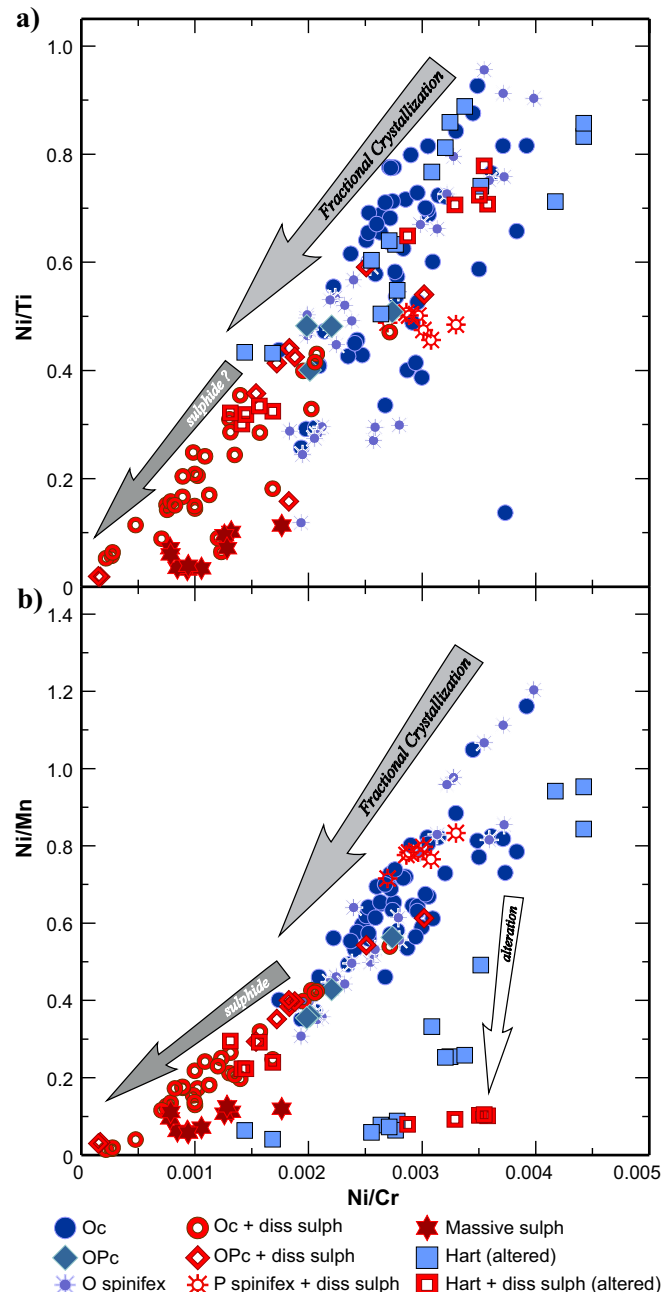 a)
1.0
0.8
0.6
0.4
0.2
0
Ni/Ti
Fractional Crystallization
sulphide ?
b)
1.4
1.2
1.0
0.8
0.6
0.4
0.2
0
Ni/Mn
Fractional Crystallization
sulphide
alteration
0 0.001 0.002 0.003 0.004 0.005
Ni/Cr
Oc Oc + diss sulph Massive sulph
OPc OPc + diss sulph Hart (altered)
O spinifex P spinifex + diss sulph Hart + diss sulph (altered)